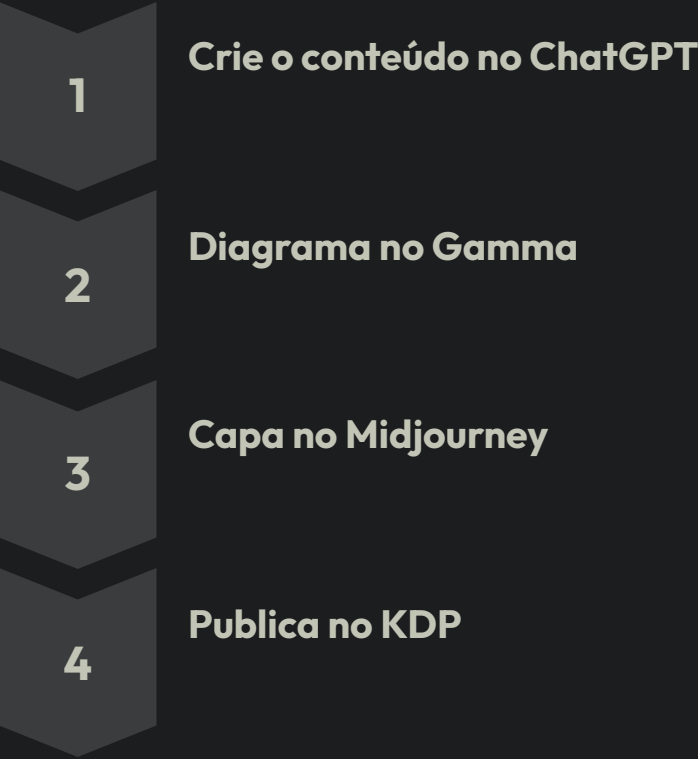 1
Crie o conteúdo no ChatGPT
2
Diagrama no Gamma
3
Capa no Midjourney
4
Publica no KDP